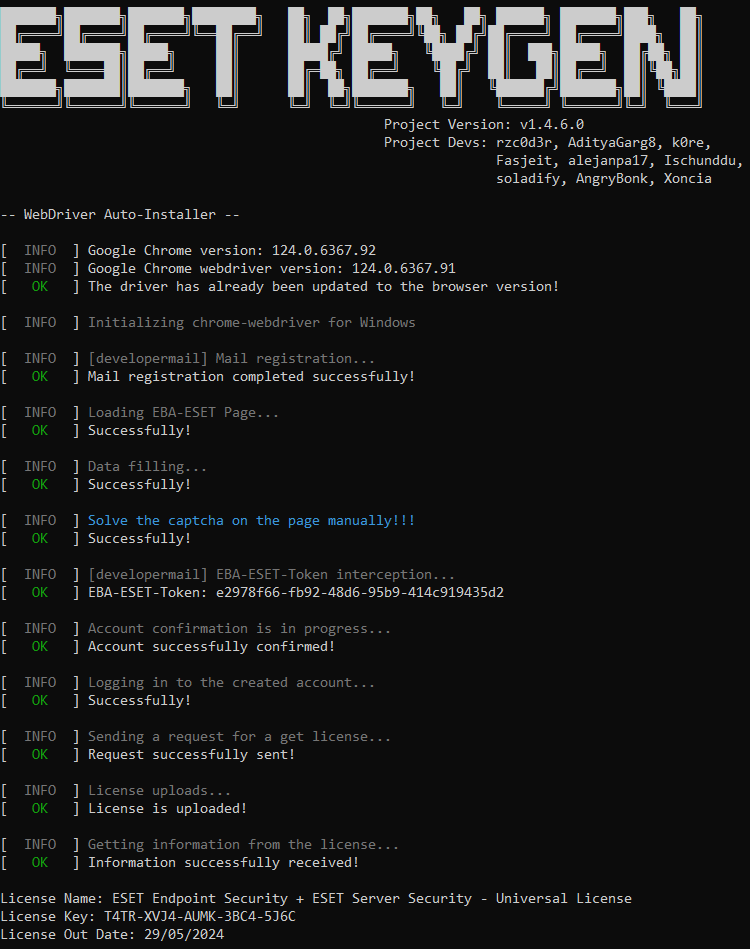 ESET KEYGEN
Project Version: v1.4.6.0
Project Devs: rzc0d3r, AdityaGarg8, k0re,
Fasjeit, alejanpa17, Ischunddu,
soladify, AngryBonk, Xoncia
-- WebDriver Auto-Installer --
[ INFO ] Google Chrome version: 124.0.6367.92
[ INFO ] Google Chrome webdriver version: 124.0.6367.91
[ OK ] The driver has already been updated to the browser version!
[ INFO ] Initializing chrome-webdriver for Windows
[ INFO ] [developermail] Mail registration...
[ OK ] Mail registration completed successfully!
[ INFO ] Loading EBA-ESET Page...
[ OK ] Successfully!
[ INFO ] Data filling...
[ OK ] Successfully!
[ INFO ] Solve the captcha on the page manually!!!
[ OK ] Successfully!
[ INFO ] [developermail] EBA-ESET-Token interception...
[ OK ] EBA-ESET-Token: e2978f66-fb92-48d6-95b9-414c919435d2
[ INFO ] Account confirmation is in progress...
[ OK ] Account successfully confirmed!
[ INFO ] Logging in to the created account...
[ OK ] Successfully!
[ INFO ] Sending a request for a get license...
[ OK ] Request successfully sent!
[ INFO ] License uploads...
[ OK ] License is uploaded!
[ INFO ] Getting information from the license...
[ OK ] Information successfully received!
License Name: ESET Endpoint Security + ESET Server Security - Universal License
License Key: T4TR-XVJ4-AUMK-3BC4-5J6C
License Out Date: 29/05/2024